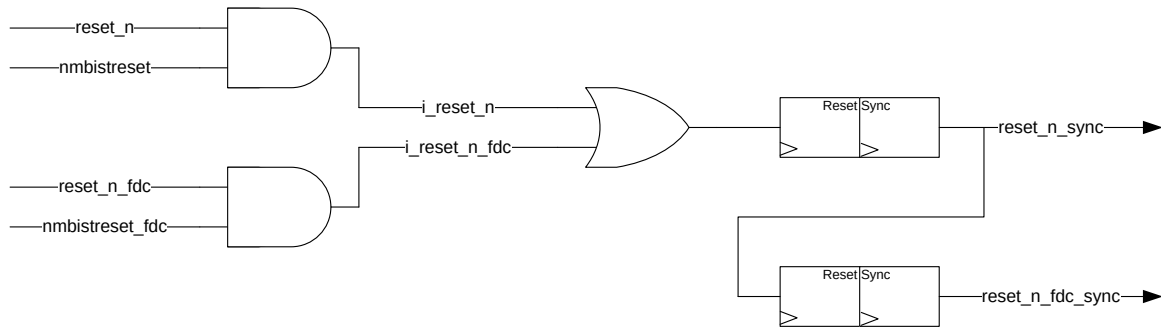 reset_n
nmbistreset
i_reset_n
Reset Sync
reset_n_sync
i_reset_n_fdc
reset_n_fdc
nmbistreset_fdc
Reset Sync
reset_n_fdc_sync